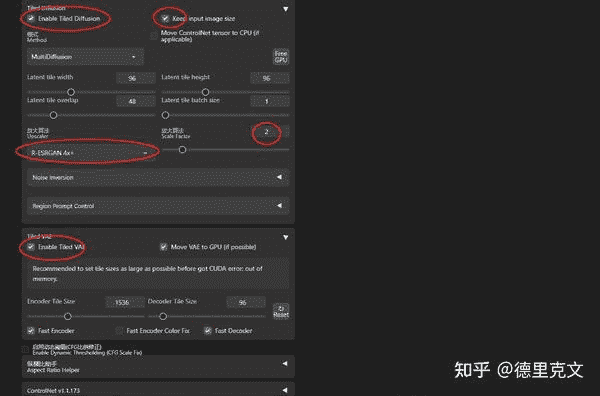 Tiled Diffusion
Enable Tiled Diffusion
Keep input image size
模式
Method
Move ControlNet tensor to CPU (if applicable)
MultiDiffusion
Free GPU
Latent tile width
96
Latent tile height
96
Latent tile overlap
48
Latent tile batch size
1
放大算法
Upscaler
放大算法
Scale Factor
2
R-ESRGAN 4x+
Noise Inversion
Region Prompt Control
Tiled VAE
Enable Tiled VAE
Move VAE to GPU (if possible)
Recommended to set tile sizes as large as possible before got CUDA error: out of
memory.
Encoder Tile Size
1536
Decoder Tile Size
96
Reset
Fast Encoder
Fast Encoder Color Fix
Fast Decoder
Enable Dynamic Thresholding (CFG Scale Fix)
Aspect Ratio Helper
ControlNet v1.1.173
知乎 @德里克文